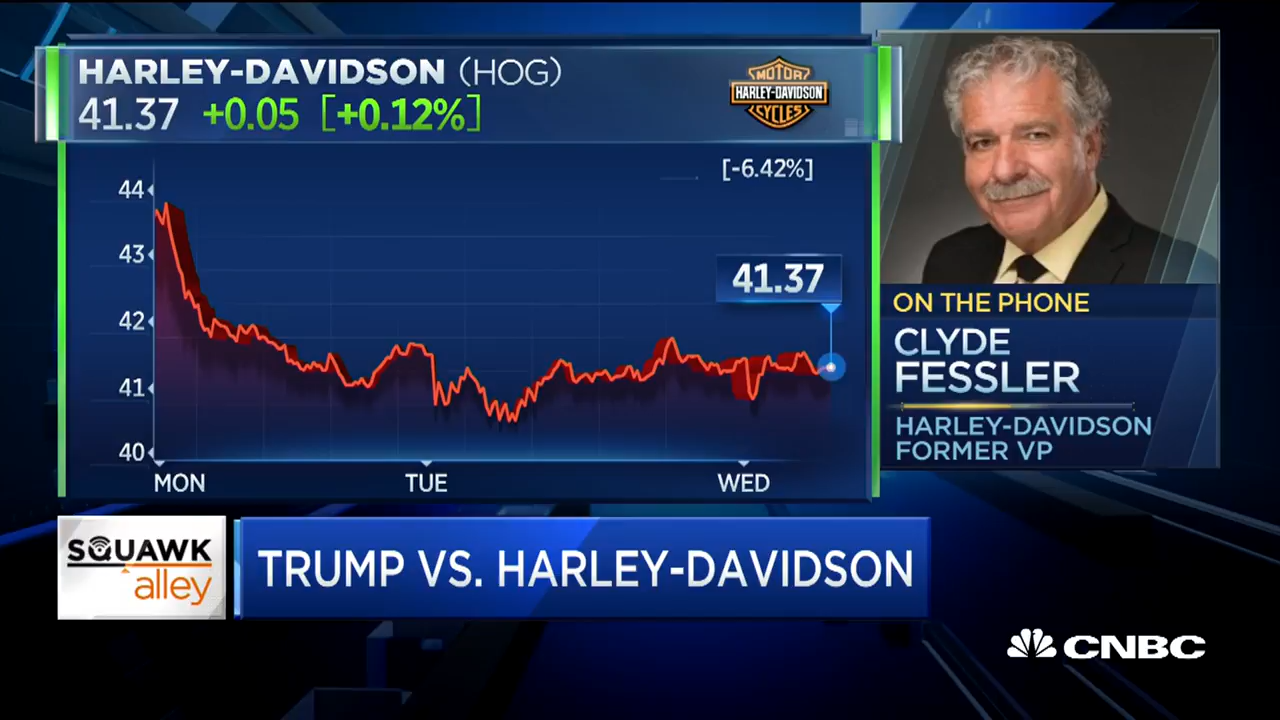 HARLEY-DAVIDSON (HOG)
41.37 +0.05 [+0.12%]
MOTOR
HARLEY-DAVIDSON
CYCLES
[-6.42%]
44
43
42
41
40
41.37
MON TUE WED
ON THE PHONE
CLYDE
FESSLER
HARLEY-DAVIDSON
FORMER VP
SQUAWK
alley
TRUMP VS. HARLEY-DAVIDSON
CNBC